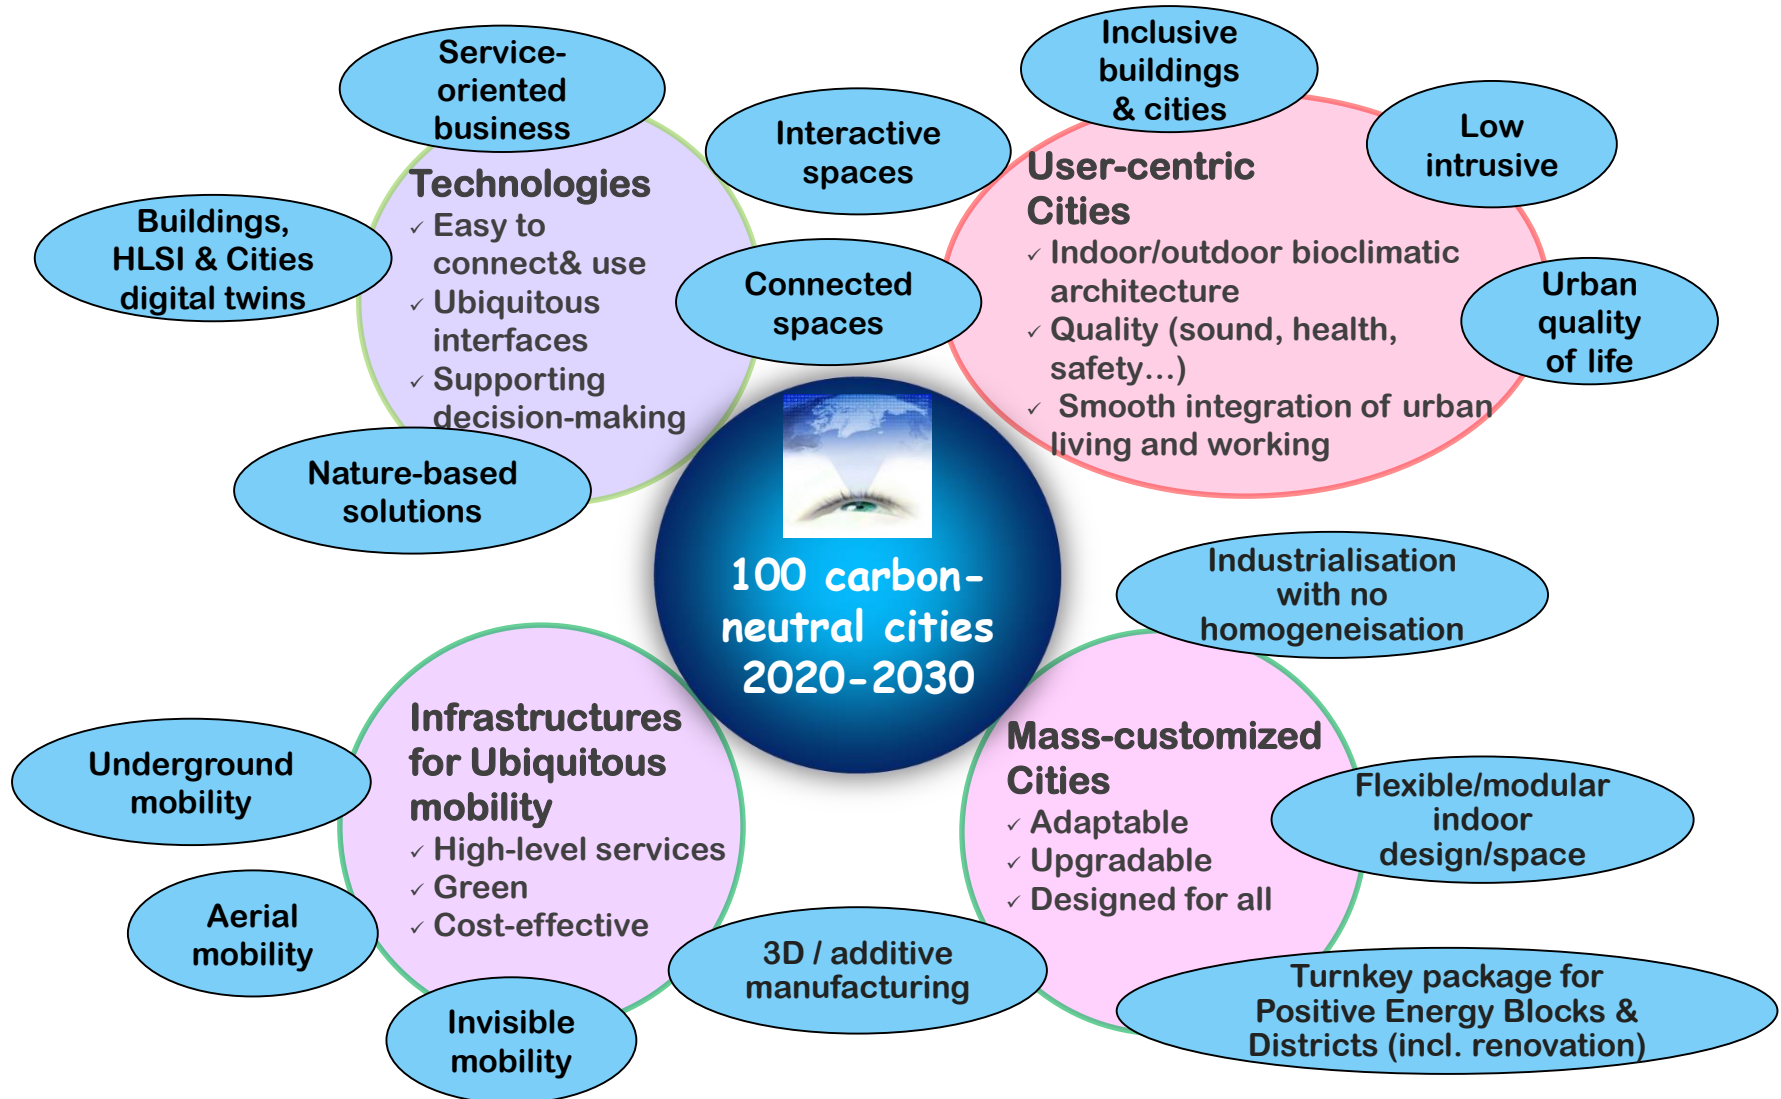 Service-
oriented
business
Inclusive
buildings
& cities
Interactive
spaces
Low
intrusive
Technologies
✓ Easy to
connect& use
✓ Ubiquitous
interfaces
✓ Supporting
decision-making
User-centric
Cities
✓ Indoor/outdoor bioclimatic
architecture
✓ Quality (sound, health,
safety...)
✓ Smooth integration of urban
living and working
Buildings,
HLSI & Cities
digital twins
Connected
spaces
Urban
quality
of life
Nature-based
solutions
100 carbon-
neutral cities
2020-2030
Industrialisation
with no
homogeneisation
Infrastructures
for Ubiquitous
mobility
✓ High-level services
✓ Green
✓ Cost-effective
Mass-customized
Cities
✓ Adaptable
✓ Upgradable
✓ Designed for all
Underground
mobility
Flexible/modular
indoor
design/space
Aerial
mobility
3D / additive
manufacturing
Invisible
mobility
Turnkey package for
Positive Energy Blocks &
Districts (incl. renovation)